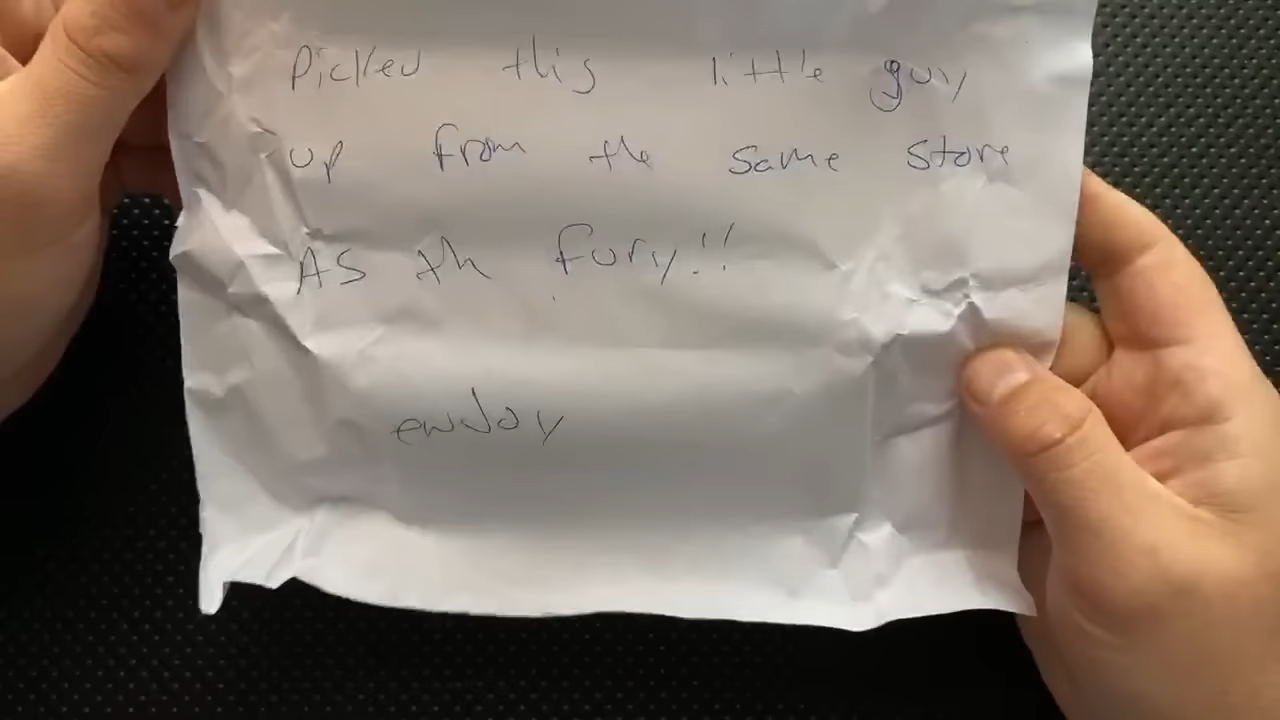 Picked this little guy
up from the same store
AS th fury!!
enJoy